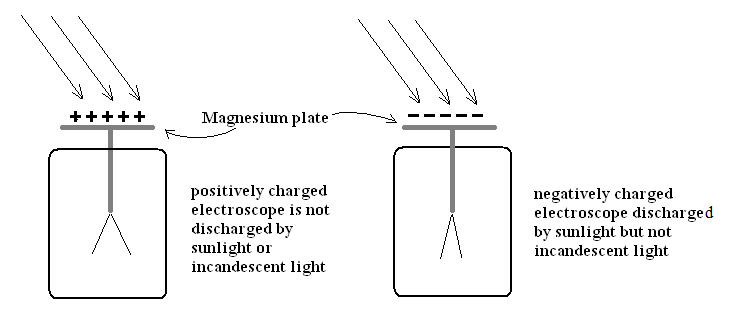 +++++
−−−−−
Magnesium plate
positively charged
electroscope is not
discharged by
sunlight or
incandescent light
negatively charged
electroscope discharged
by sunlight but not
incandescent light